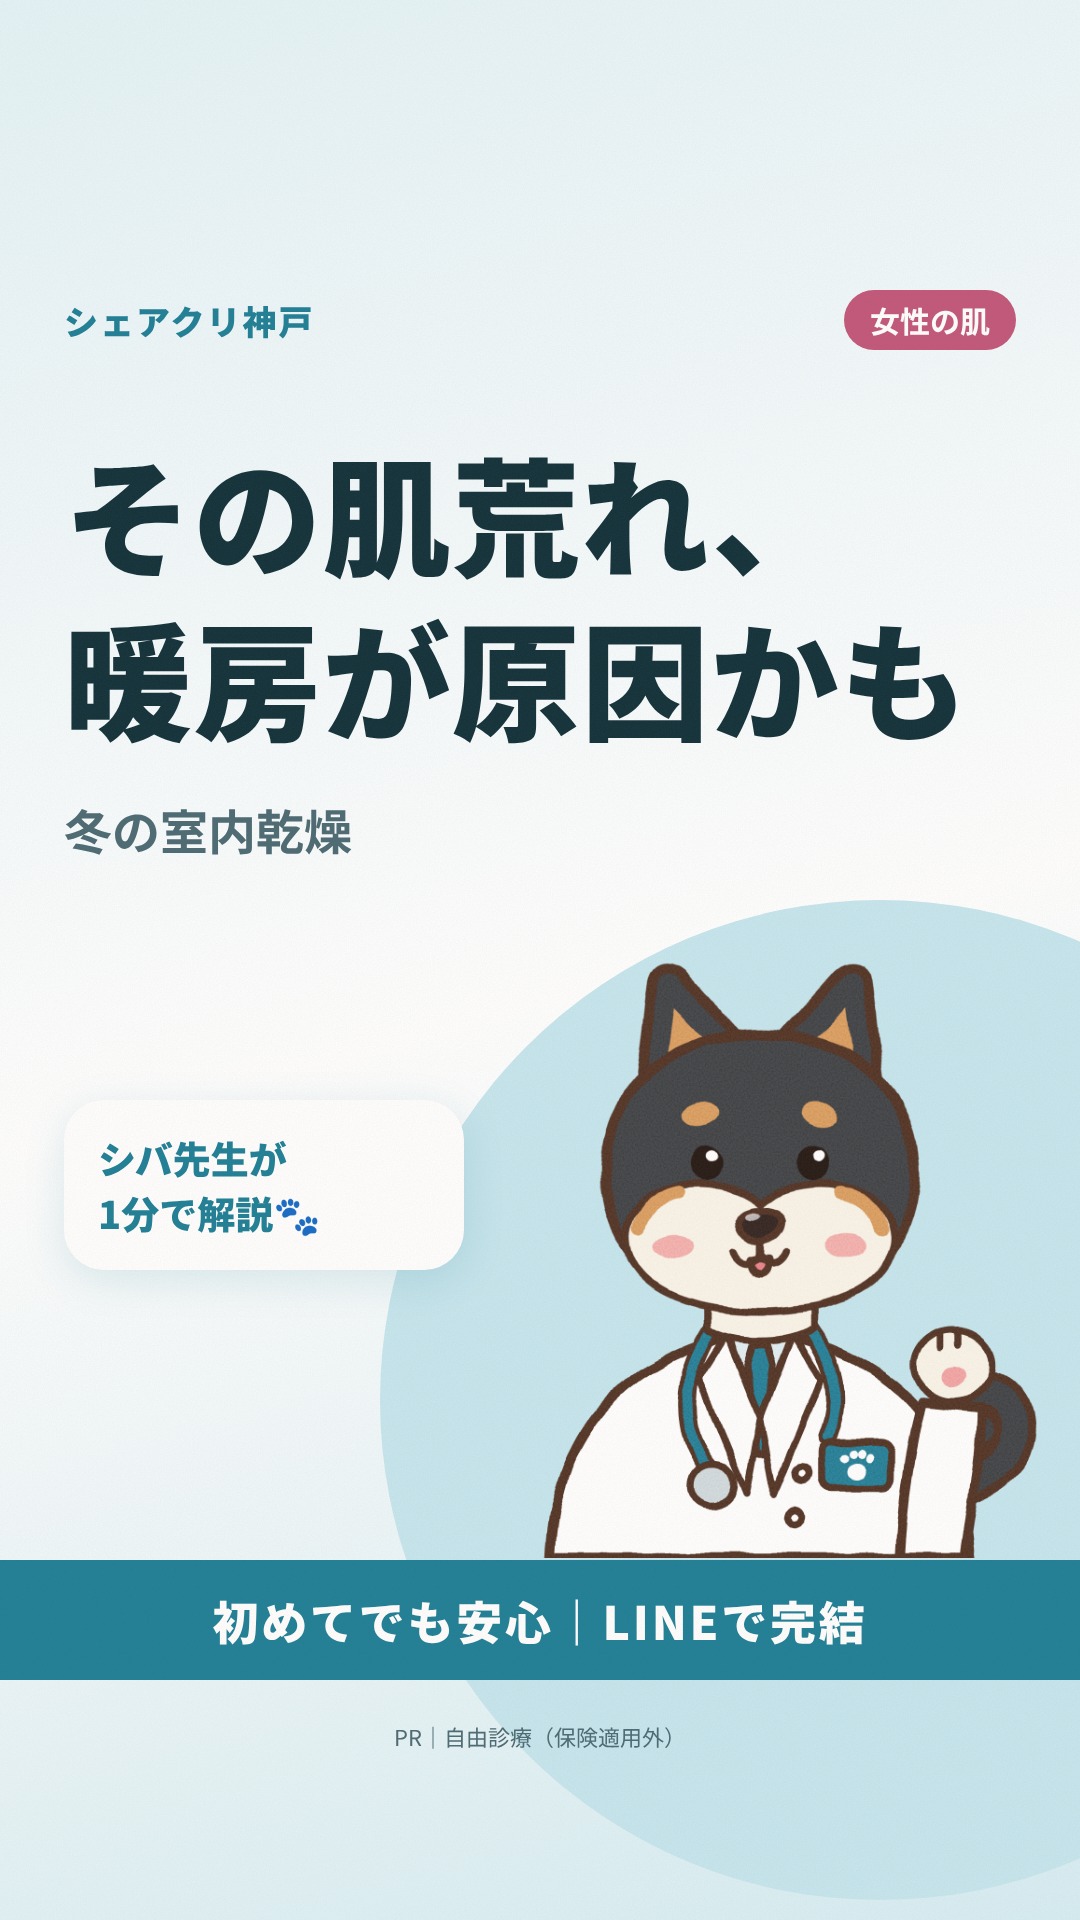 シェアクリ神戸
女性の肌
その肌荒れ、
暖房が原因かも
冬の室内乾燥
シバ先生が
1分で解説🐾
初めてでも安心｜LINEで完結
PR｜自由診療（保険適用外）